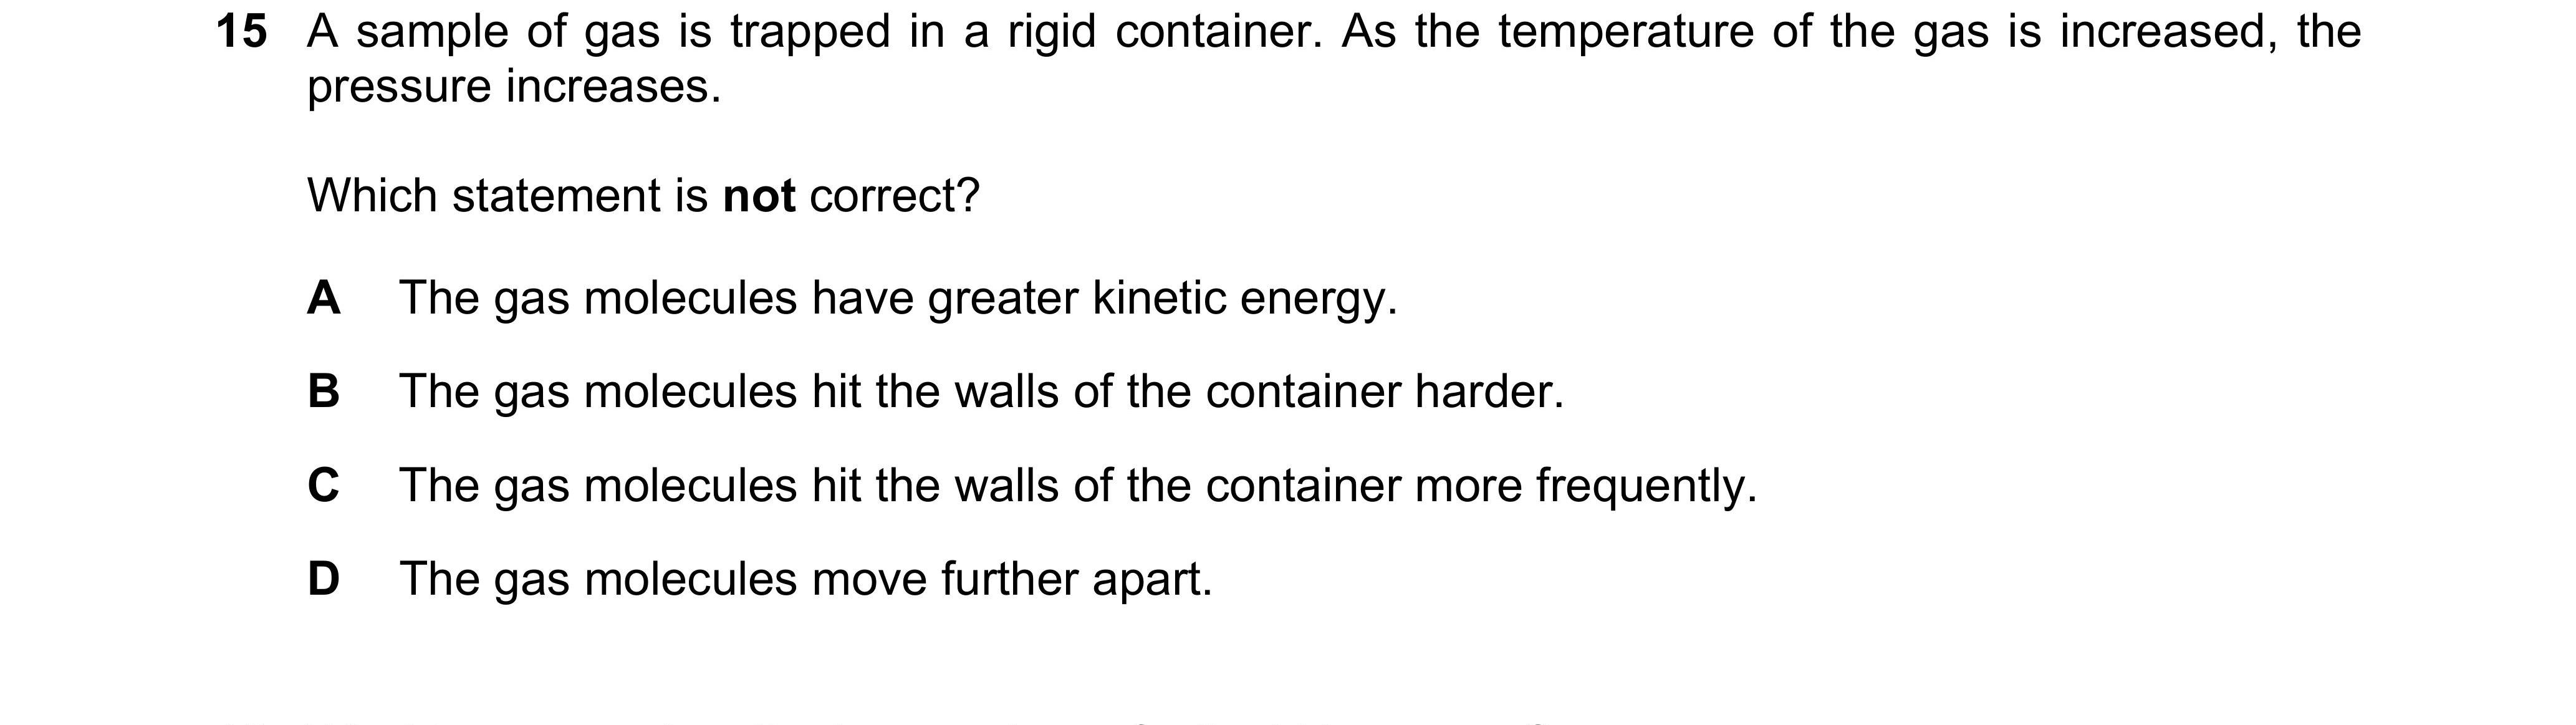 15 A sample of gas is trapped in a rigid container. As the temperature of the gas is increased, the
pressure increases.
Which statement is not correct?
A The gas molecules have greater kinetic energy.
B The gas molecules hit the walls of the container harder.
C The gas molecules hit the walls of the container more frequently.
D The gas molecules move further apart.